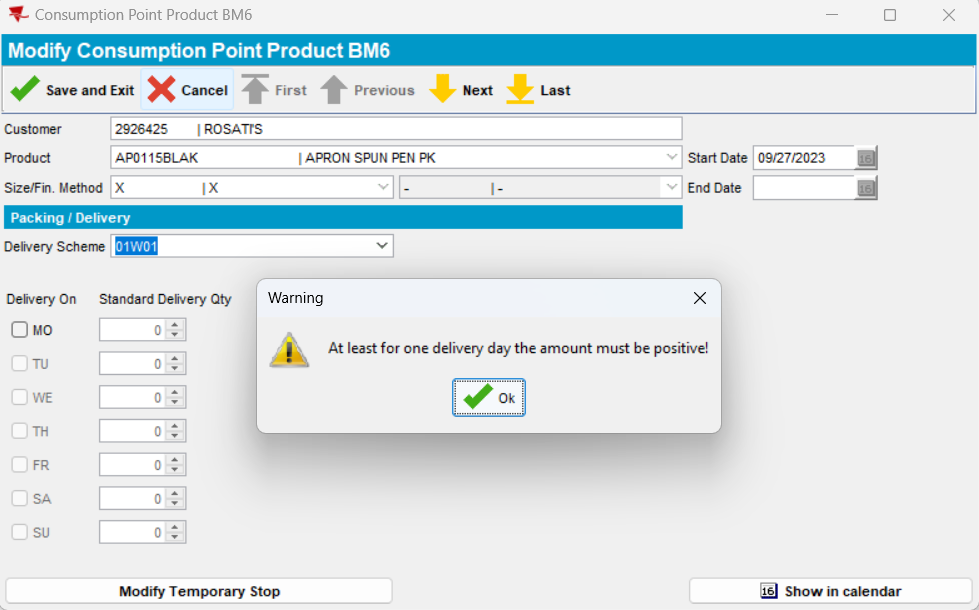 Consumption Point Product BM6
Modify Consumption Point Product BM6
Save and Exit Cancel First Previous Next Last
Customer 2926425 | ROSATI'S
Product AP0115BLAK | APRON SPUN PEN PK Start Date 09/27/2023 16
Size/Fin. Method X | X - | - End Date 16
Packing / Delivery
Delivery Scheme 01W01
Delivery On Standard Delivery Qty
MO 0
TU 0
WE 0
TH 0
FR 0
SA 0
SU 0
Warning
At least for one delivery day the amount must be positive!
Ok
Modify Temporary Stop
16 Show in calendar